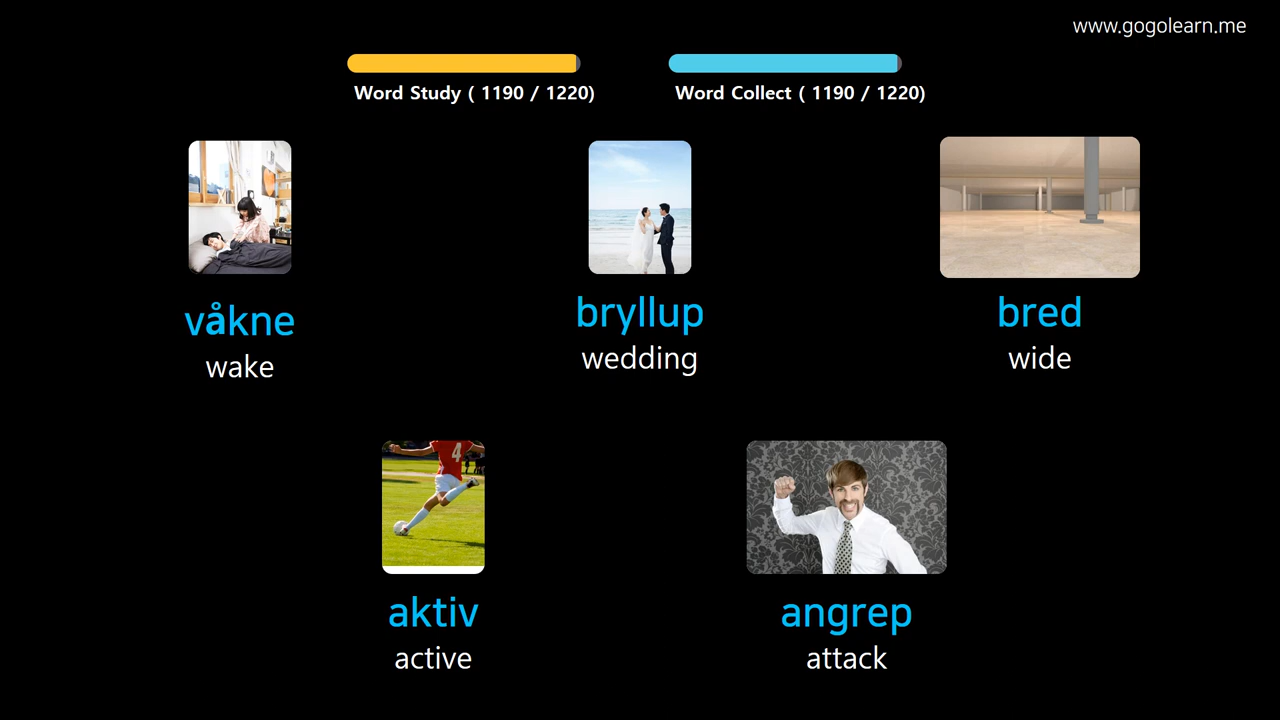 www.gogolearn.me
Word Study ( 1190 / 1220)
Word Collect ( 1190 / 1220)
våkne
wake
bryllup
wedding
bred
wide
4
aktiv
active
angrep
attack